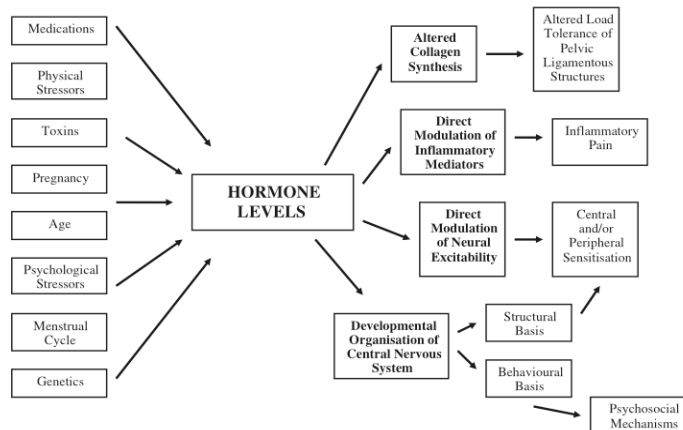 Medications
Physical
Stressors
Toxins
Pregnancy
Age
Psychological
Stressors
Menstrual
Cycle
Genetics
HORMONE
LEVELS
Altered
Collagen
Synthesis
Altered Load
Tolerance of
Pelvic
Ligamentous
Structures
Direct
Modulation of
Inflammatory
Mediators
Inflammatory
Pain
Direct
Modulation
of Neural
Excitability
Central
and/or
Peripheral
Sensitisation
Developmental
Organisation of
Central Nervous
System
Structural
Basis
Behavioural
Basis
Psychosocial
Mechanisms